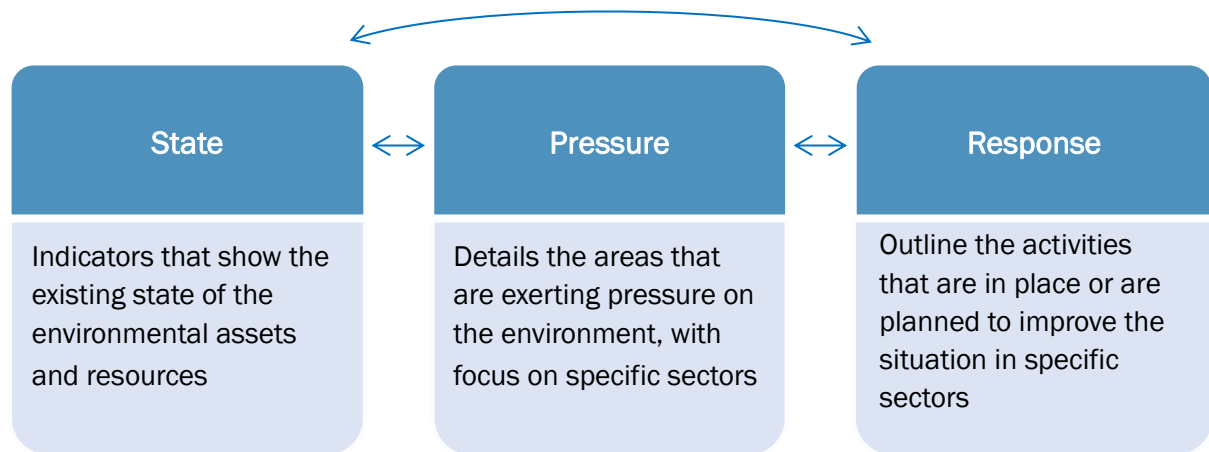 State
Indicators that show the
existing state of the
environmental assets
and resources
Pressure
Details the areas that
are exerting pressure on
the environment, with
focus on specific sectors
Response
Outline the activities
that are in place or are
planned to improve the
situation in specific
sectors